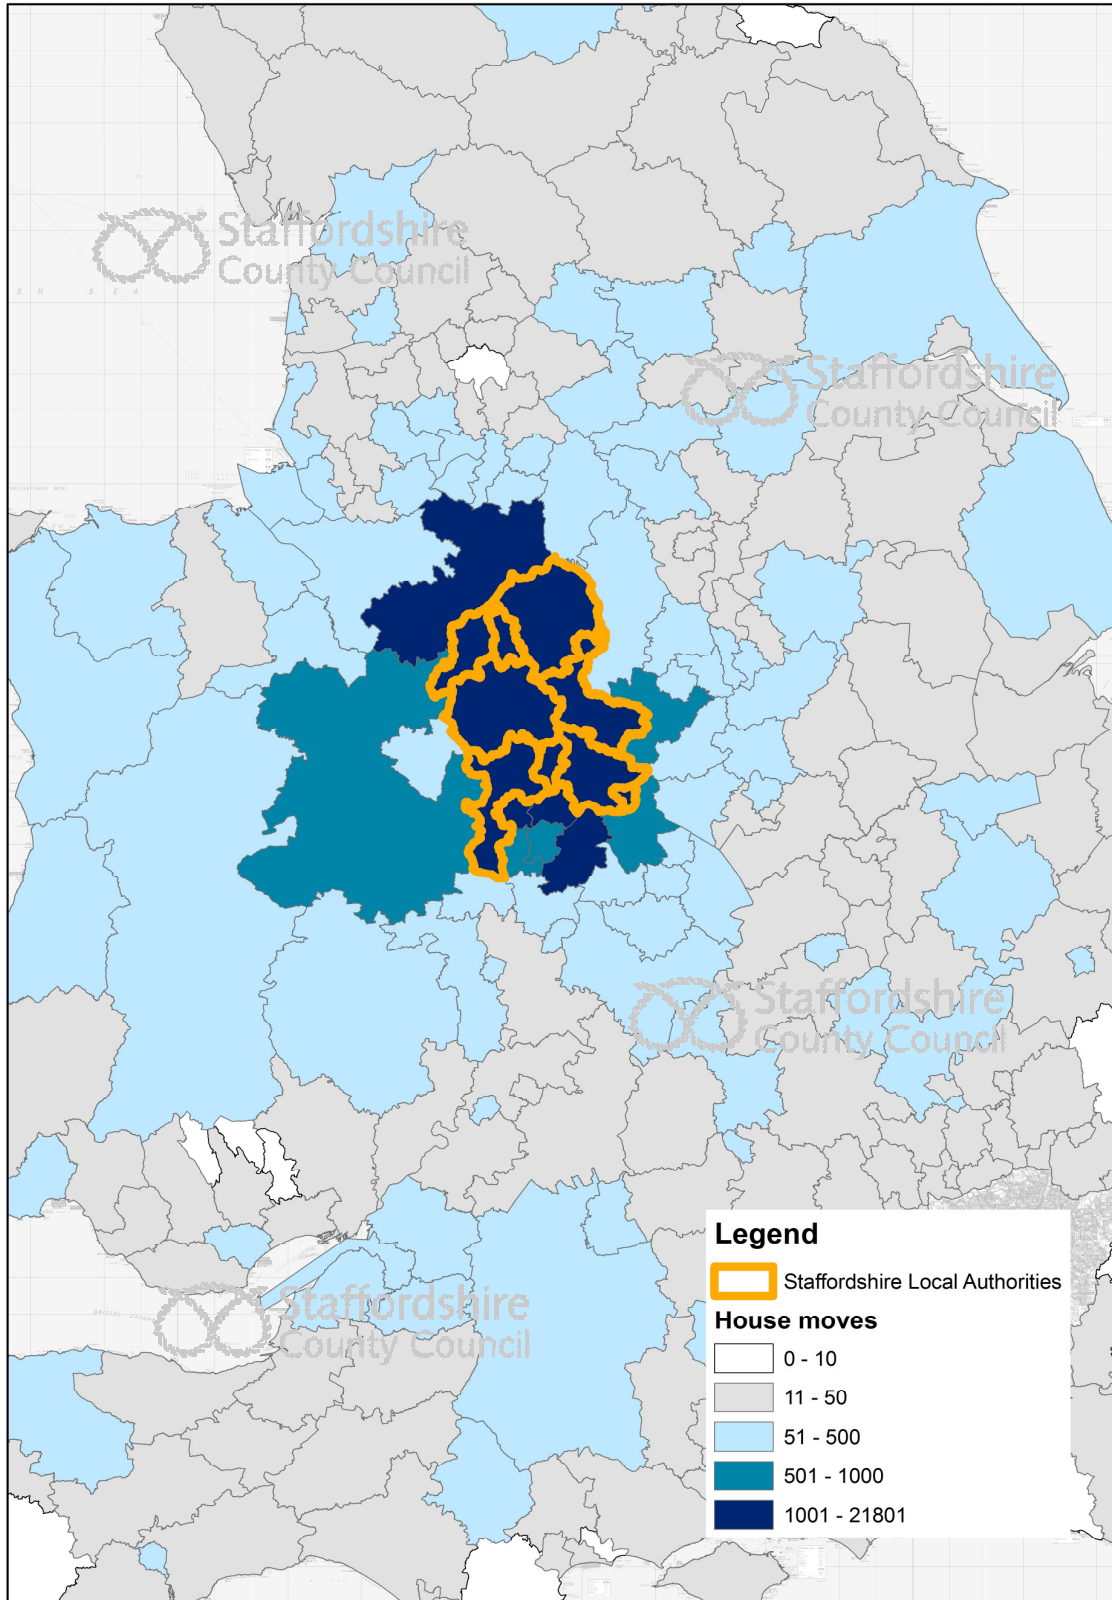 Staffordshire
County Council
S H  R E A
Staffordshire
County Council
Staffordshire
County Council
Staffordshire
County Council
Legend
Staffordshire Local Authorities
House moves
0 - 10
11 - 50
51 - 500
501 - 1000
1001 - 21801